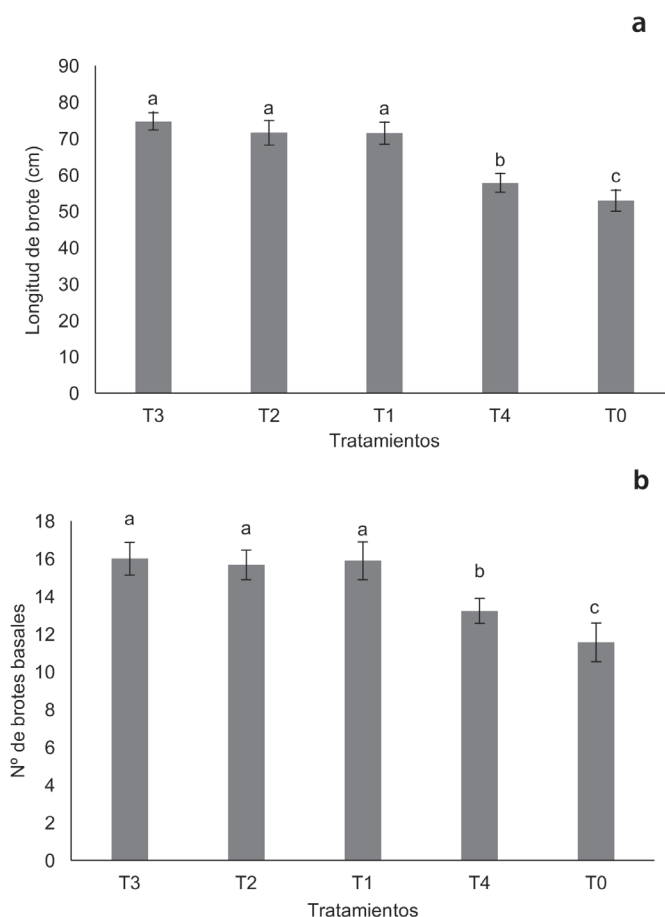 a
90
80
70
60
50
40
30
20
10
0
Longitud de brote (cm)
a
a
a
b
c
T3 T2 T1 T4 T0
Tratamientos
b
18
16
14
12
10
8
6
4
2
0
Nº de brotes basales
a
a
a
b
c
T3 T2 T1 T4 T0
Tratamientos